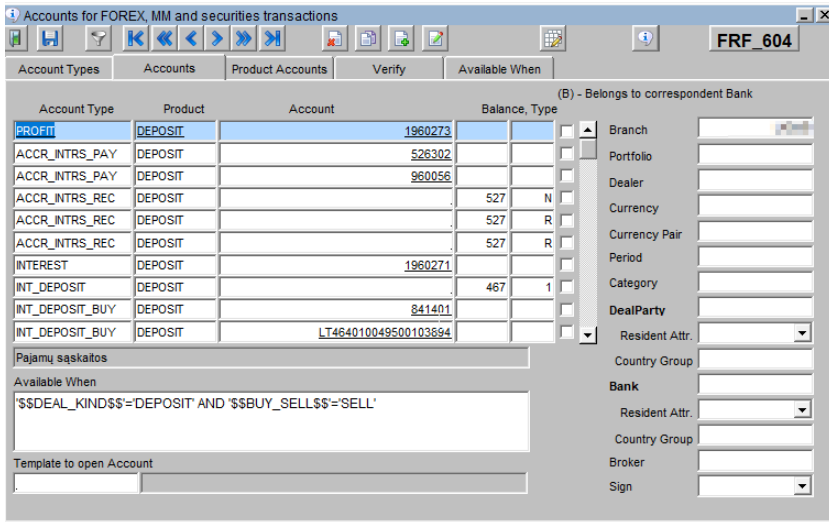 Accounts for FOREX, MM and securities transactions
FRF_604
Account Types Accounts Product Accounts Verify Available When
(B) - Belongs to correspondent Bank
Account Type Product Account Balance, Type
PROFIT DEPOSIT 1960273
ACCR_INTRS_PAY DEPOSIT 526302
ACCR_INTRS_PAY DEPOSIT 960056
ACCR_INTRS_REC DEPOSIT . 527 N
ACCR_INTRS_REC DEPOSIT . 527 R
ACCR_INTRS_REC DEPOSIT . 527 R
INTEREST DEPOSIT 1960271
INT_DEPOSIT DEPOSIT . 467 1
INT_DEPOSIT_BUY DEPOSIT 841401
INT_DEPOSIT_BUY DEPOSIT LT464010049500103894
Pajamų sąskaitos
Available When
'$$DEAL_KIND$$'='DEPOSIT' AND '$$BUY_SELL$$'='SELL'
Template to open Account
.
Branch
Portfolio
Dealer
Currency
Currency Pair
Period
Category
DealParty
Resident Attr.
Country Group
Bank
Resident Attr.
Country Group
Broker
Sign